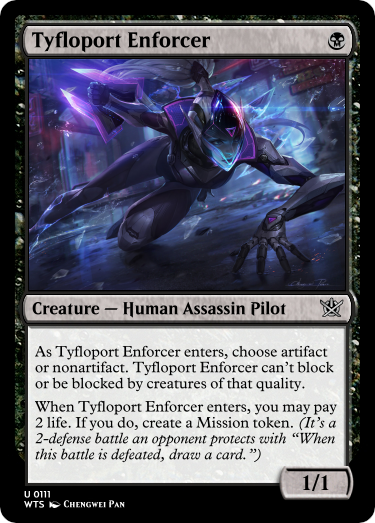 Tyfloport Enforcer
Creature — Human Assassin Pilot
As Tyfloport Enforcer enters, choose artifact
or nonartifact. Tyfloport Enforcer can’t block
or be blocked by creatures of that quality.
When Tyfloport Enforcer enters, you may pay
2 life. If you do, create a Mission token. (It’s a
2-defense battle an opponent protects with “When
this battle is defeated, draw a card.”)
1/1
U 0111
WTS Chengwei Pan